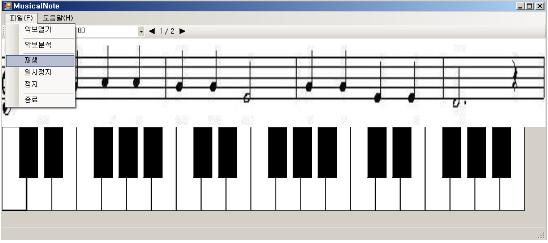 MusicalNote
파일(F) 도움말(H)
1 / 2
악보열기
악보분석
재생
일시정지
정지
종료